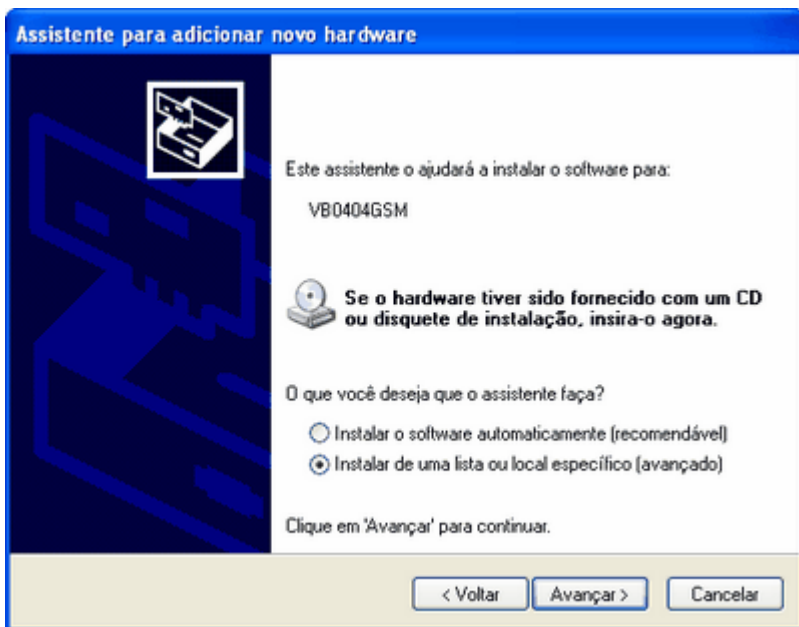 Assistente para adicionar novo hardware
Este assistente o ajudará a instalar o software para:
VB0404GSM
Se o hardware tiver sido fornecido com um CD
ou disquete de instalação, insira-o agora.
O que você deseja que o assistente faça?
Instalar o software automaticamente (recomendável)
Instalar de uma lista ou local específico (avançado)
Clique em 'Avançar' para continuar.
< Voltar
Avançar >
Cancelar